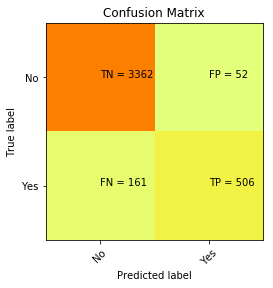 Confusion Matrix
No
TN = 3362
FP = 52
True label
Yes
FN = 161
TP = 506
No
Yes
Predicted label